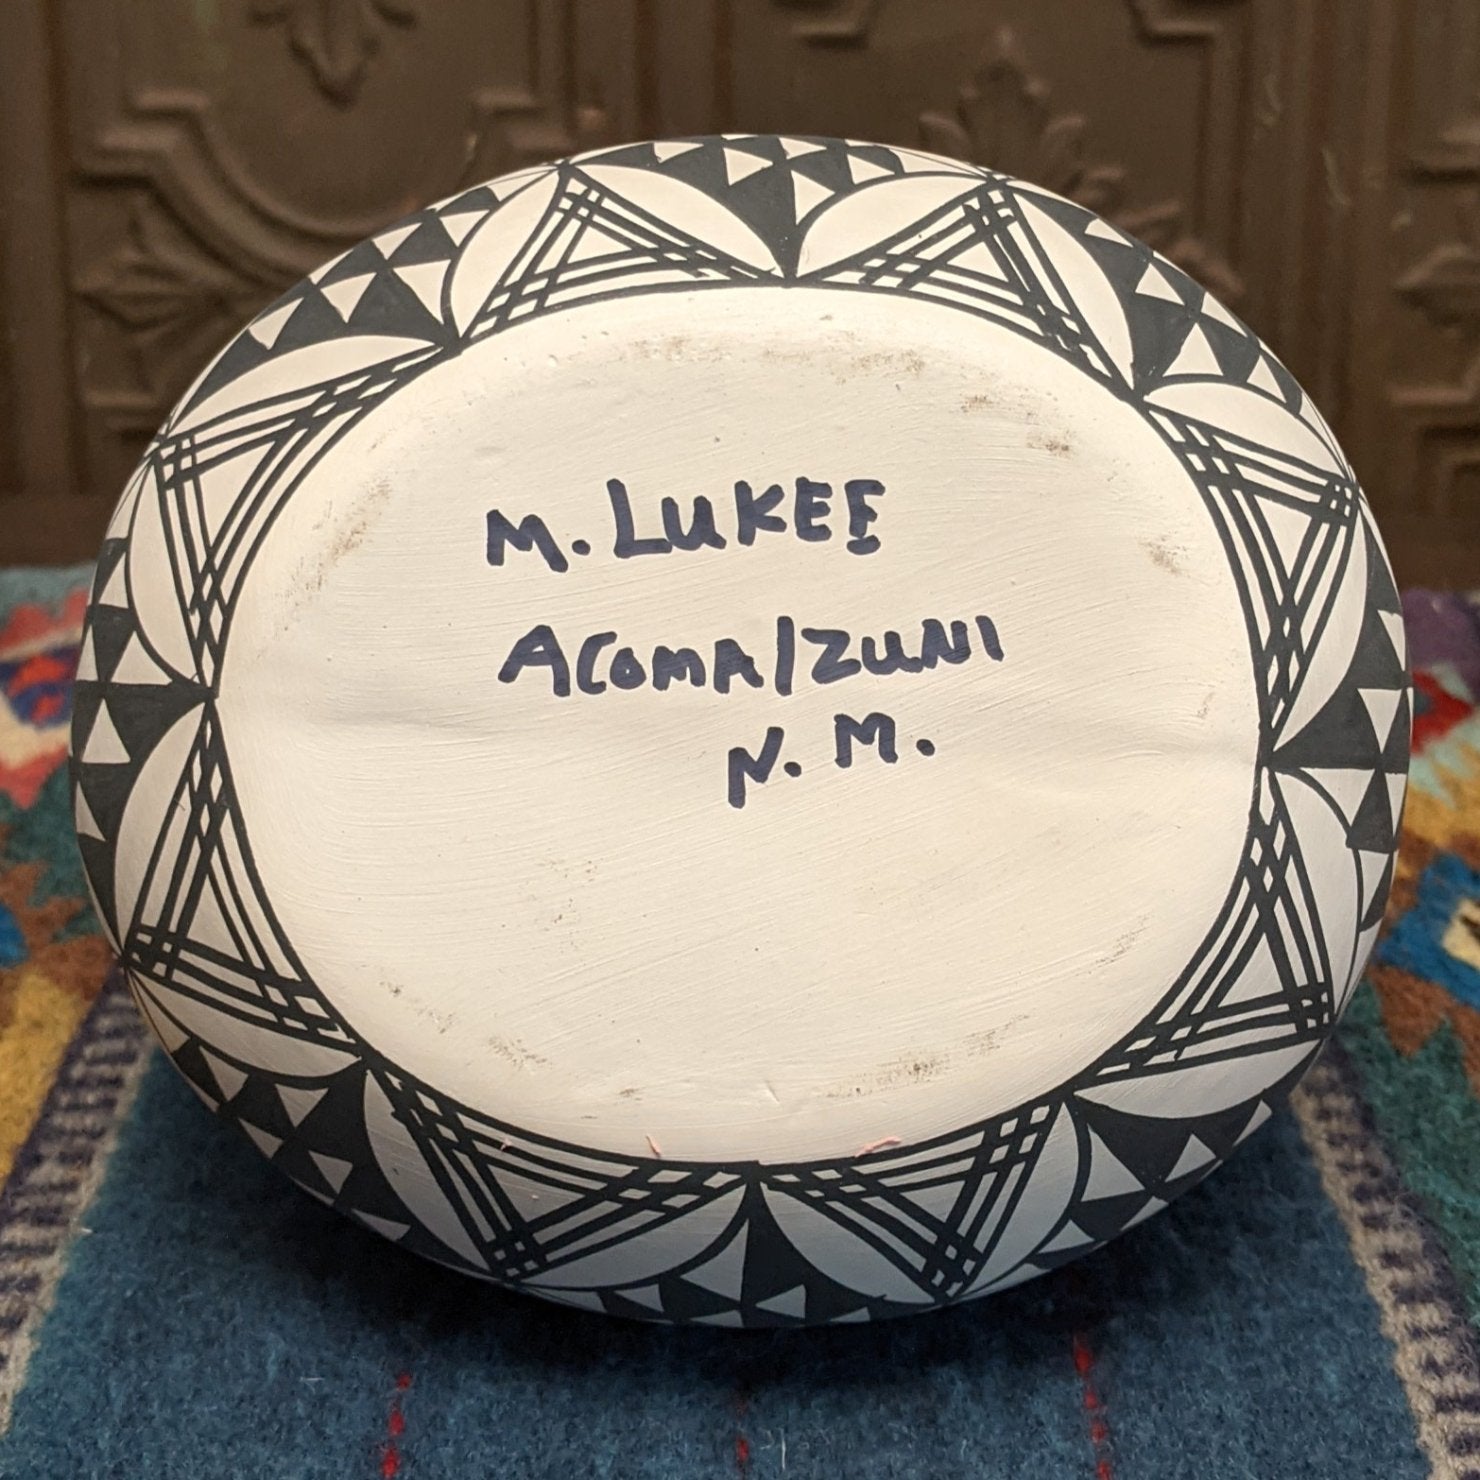 M. LUKEE
ACOMA/ZUNI
N. M.